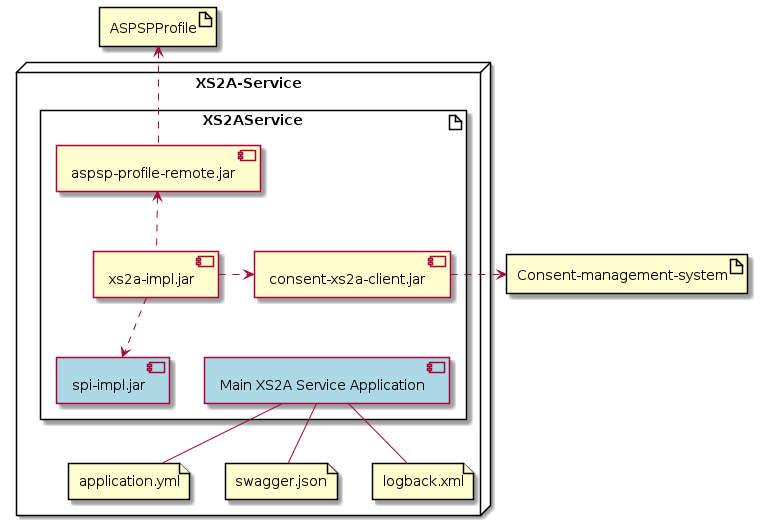 ASPSPProfile
XS2A-Service
XS2AService
aspsp-profile-remote.jar
xs2a-impl.jar
consent-xs2a-client.jar
Consent-management-system
spi-impl.jar
Main XS2A Service Application
application.yml
swagger.json
logback.xml